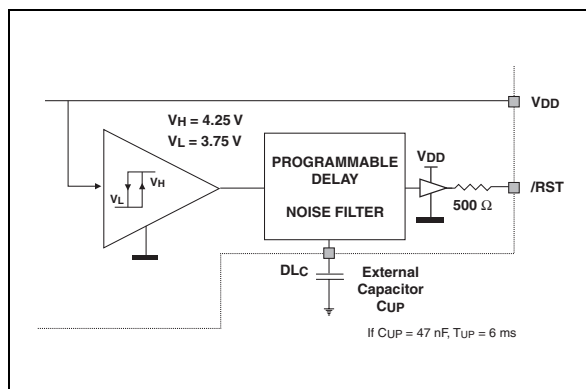 VDD
VH = 4.25 V
VL = 3.75 V
VH
VL
PROGRAMMABLE
DELAY
NOISE FILTER
VDD
/RST
500 Ω
DLC
External
Capacitor
CUP
If CUP = 47 nF, TUP = 6 ms